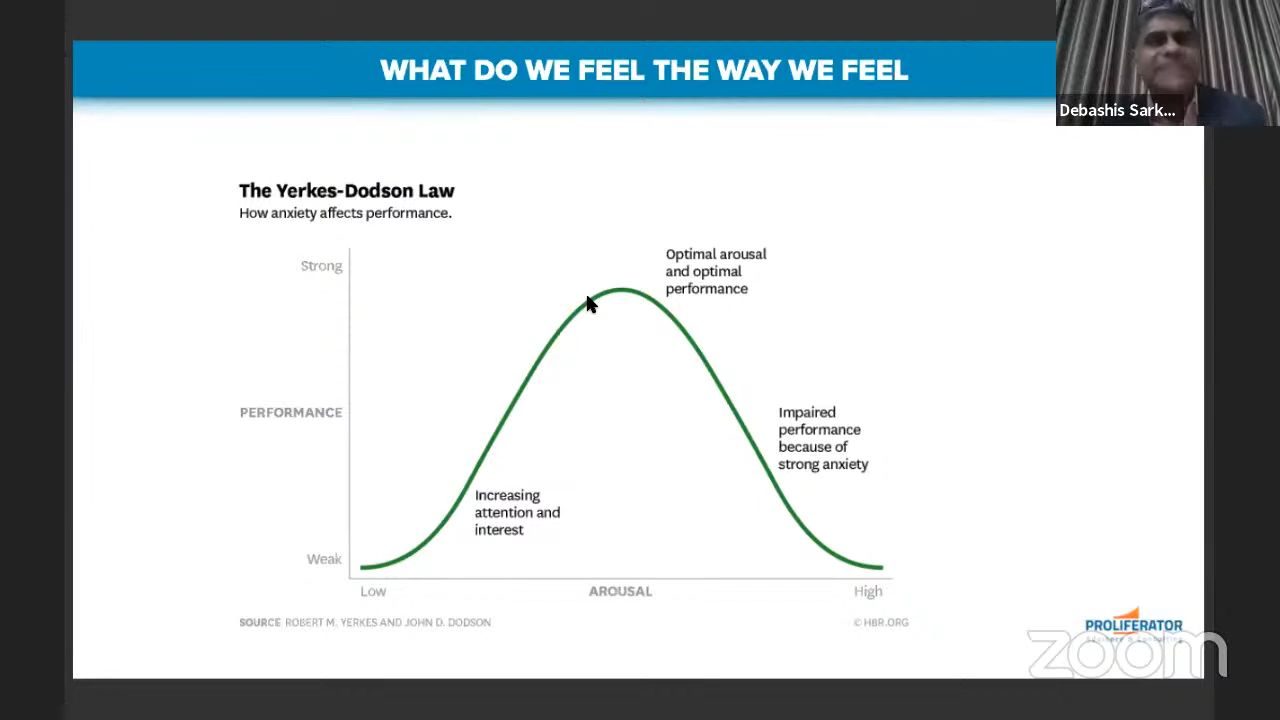 WHAT DO WE FEEL THE WAY WE FEEL
Debashis Sark...
The Yerkes-Dodson Law
How anxiety affects performance.
Strong
Optimal arousal
and optimal
performance
PERFORMANCE
Impaired
performance
because of
strong anxiety
Increasing
attention and
interest
Weak
Low
AROUSAL
High
SOURCE ROBERT M. YERKES AND JOHN D. DODSON
© HBR.ORG
PROLIFERATOR
zoom